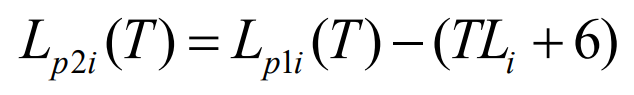 L_{p2i}(T) = L_{p1i}(T) − (TL_i + 6)